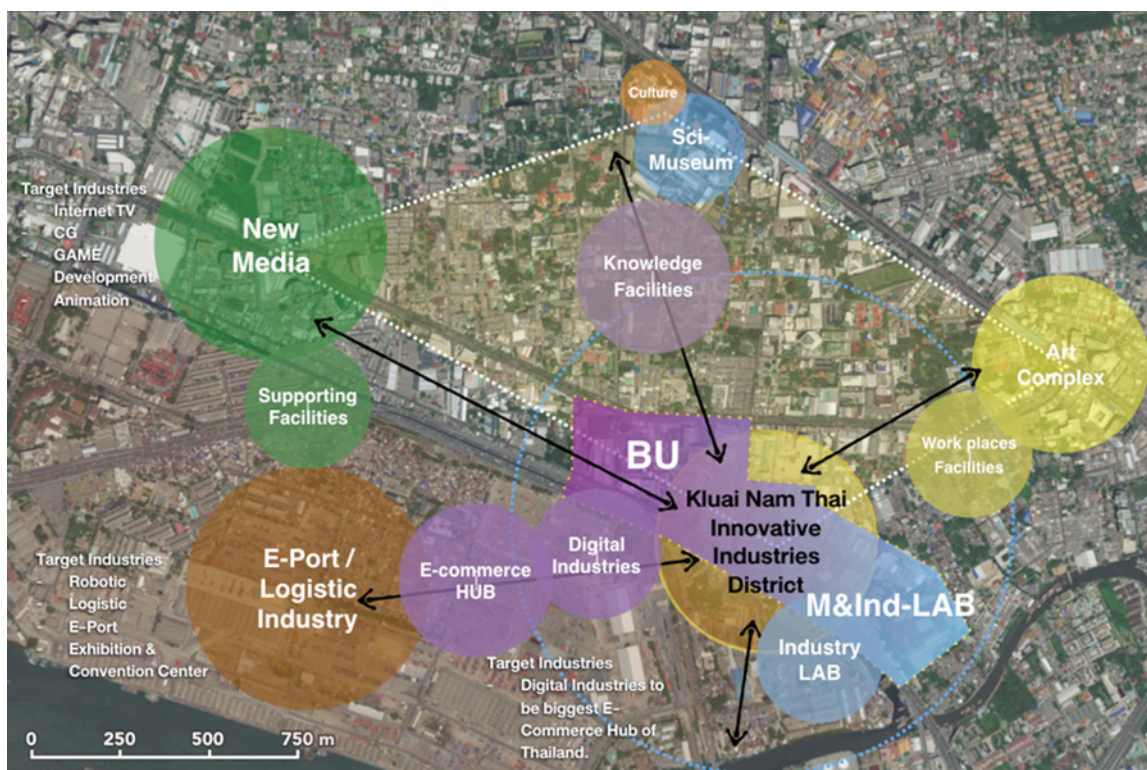 Culture
Sci-
Museum
Target Industries
Internet TV
CG
GAME
Development
Animation
New
Media
Knowledge
Facilities
Art
Complex
Supporting
Facilities
BU
Work places
Facilities
Kluai Nam Thai
Innovative
Industries
District
Target Industries
Robotic
Logistic
E-Port
Exhibition &
Convention Center
E-Port /
Logistic
Industry
E-commerce
HUB
Digital
Industries
M&Ind-LAB
Industry
LAB
Target Industries
Digital Industries to
be biggest E-
Commerce Hub of
Thailand.
0 250 500 750 m